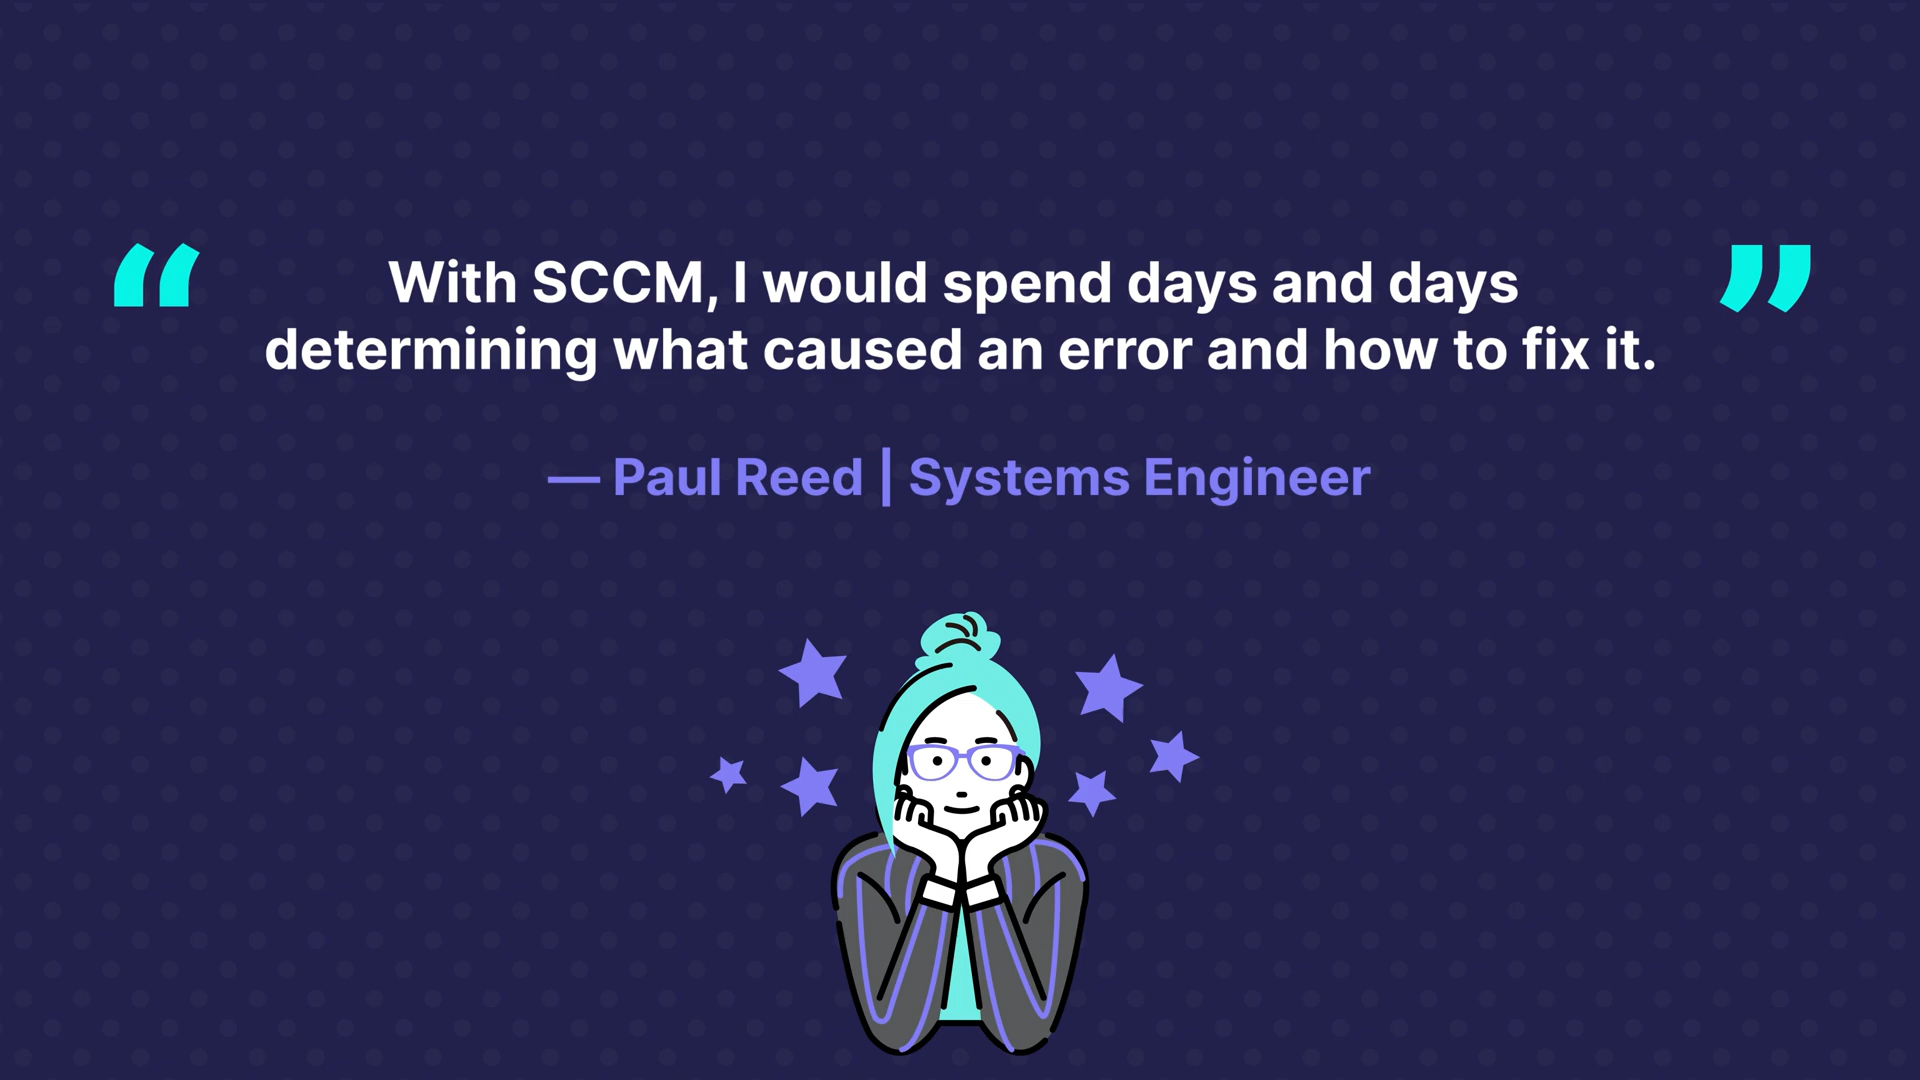 “ With SCCM, I would spend days and days ”
determining what caused an error and how to fix it.
— Paul Reed | Systems Engineer